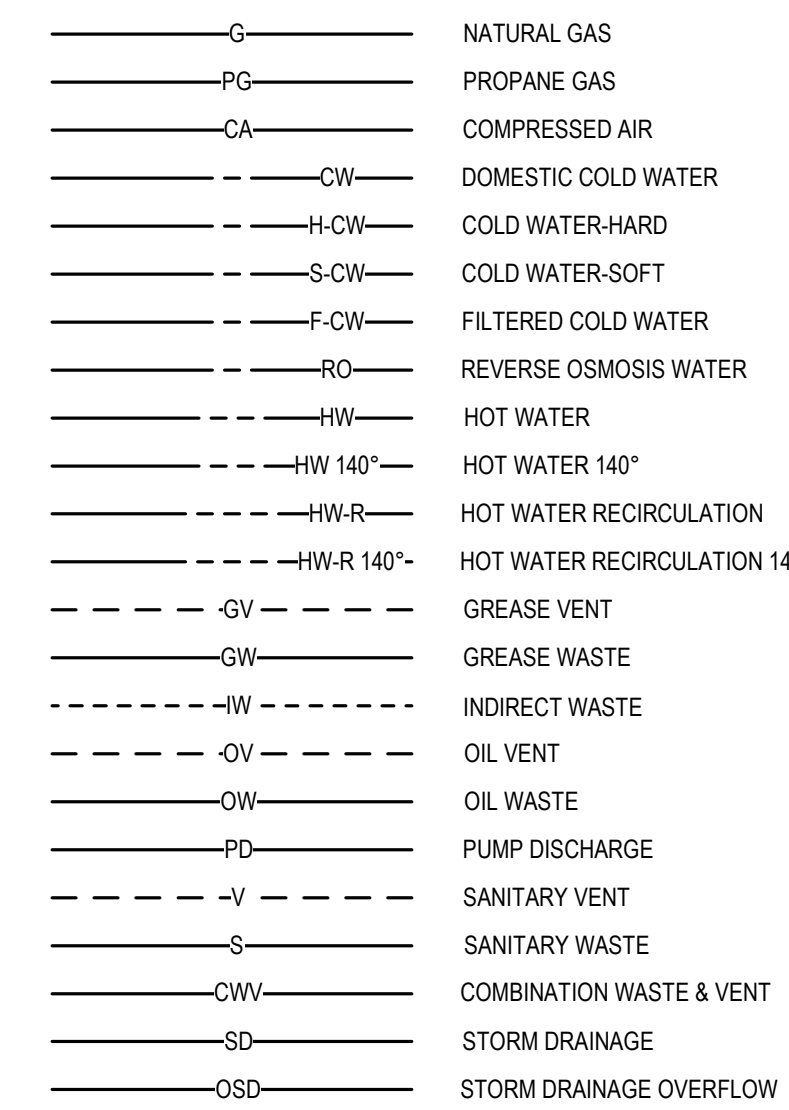 G NATURAL GAS
PG PROPANE GAS
CA COMPRESSED AIR
CW DOMESTIC COLD WATER
H-CW COLD WATER-HARD
S-CW COLD WATER-SOFT
F-CW FILTERED COLD WATER
RO REVERSE OSMOSIS WATER
HW HOT WATER
HW 140° HOT WATER 140°
HW-R HOT WATER RECIRCULATION
HW-R 140° HOT WATER RECIRCULATION 14
GV GREASE VENT
GW GREASE WASTE
IW INDIRECT WASTE
OV OIL VENT
OW OIL WASTE
PD PUMP DISCHARGE
V SANITARY VENT
S SANITARY WASTE
CWV COMBINATION WASTE & VENT
SD STORM DRAINAGE
OSD STORM DRAINAGE OVERFLOW